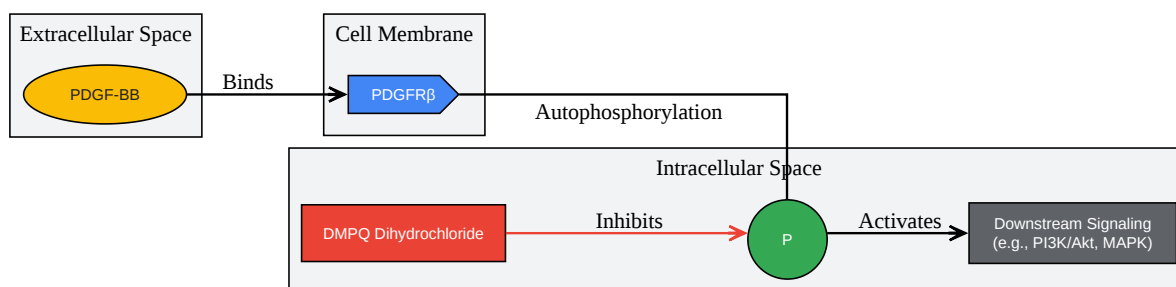 Extracellular Space
Cell Membrane
PDGF-BB
Binds
PDGFRβ
Autophosphorylation
Intracellular Space
DMPQ Dihydrochloride
Inhibits
P
Activates
Downstream Signaling
(e.g., PI3K/Akt, MAPK)